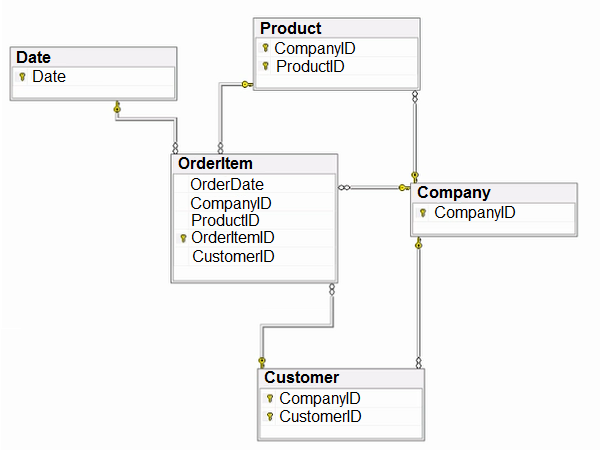 Product
CompanyID
ProductID
Date
Date
OrderItem
OrderDate
CompanyID
ProductID
OrderItemID
CustomerID
Company
CompanyID
Customer
CompanyID
CustomerID